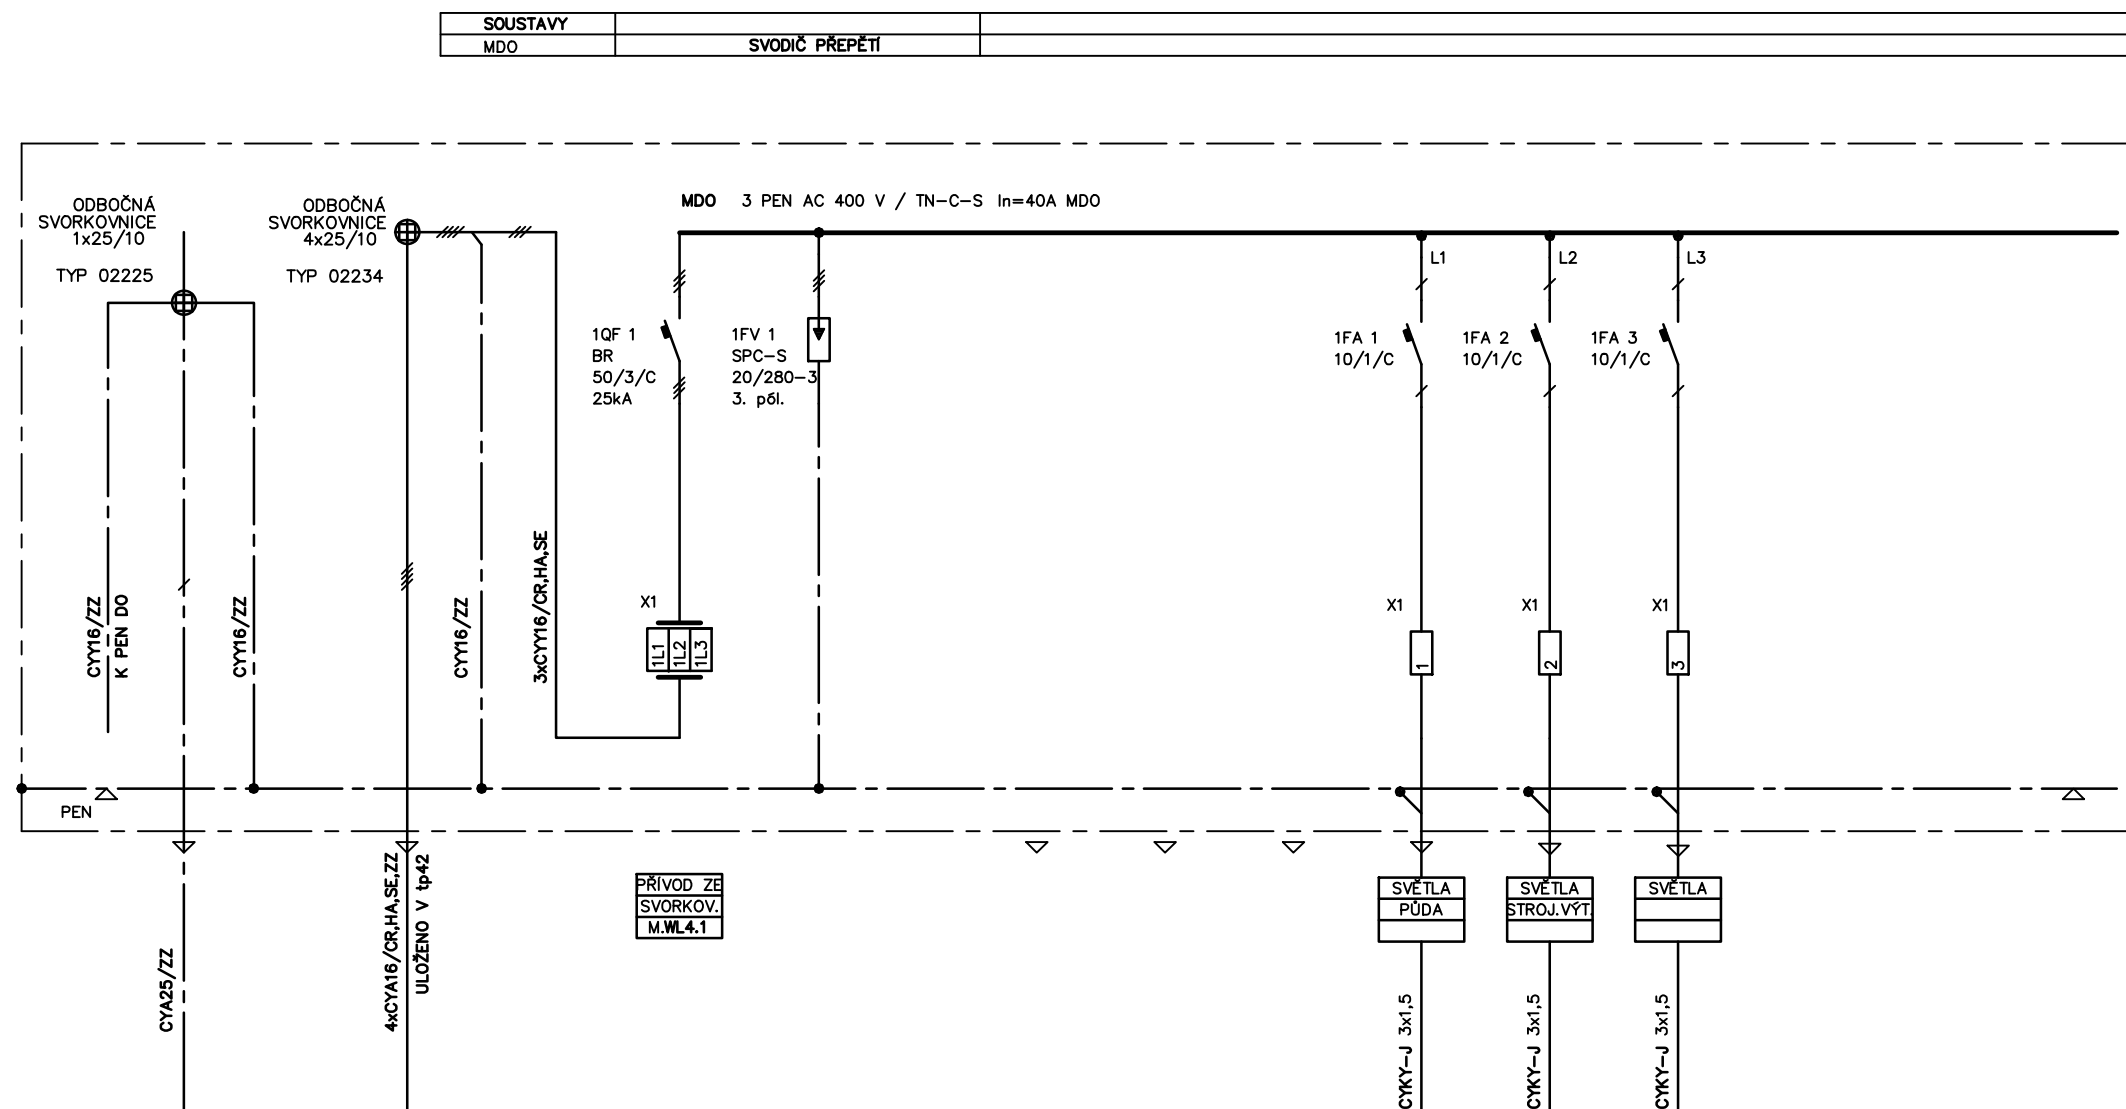 SOUSTAVY
MDO SVODIČ PŘEPĚTÍ
ODBOČNÁ
SVORKOVNICE
1x25/10
TYP 02225
ODBOČNÁ
SVORKOVNICE
4x25/10
TYP 02234
MDO 3 PEN AC 400 V / TN-C-S In=40A MDO
L1
L2
L3
1QF 1
BR
50/3/C
25kA
1FV 1
SPC-S
20/280-3
3. pól.
1FA 1
10/1/C
1FA 2
10/1/C
1FA 3
10/1/C
CYY16/ZZ
K PEN DO
CYY16/ZZ
CYY16/ZZ
3xCYY16/CR,HA,SE
X1
1L1
1L2
1L3
X1
1
X1
2
X1
3
PEN
CYA25/ZZ
4xCYA16/CR,HA,SE,ZZ
ULOŽENO V tp42
PŘÍVOD ZE
SVORKOV.
M.WL4.1
SVĚTLA
PŮDA
SVĚTLA
STROJ.VÝT.
SVĚTLA
CYKY-J 3x1,5
CYKY-J 3x1,5
CYKY-J 3x1,5